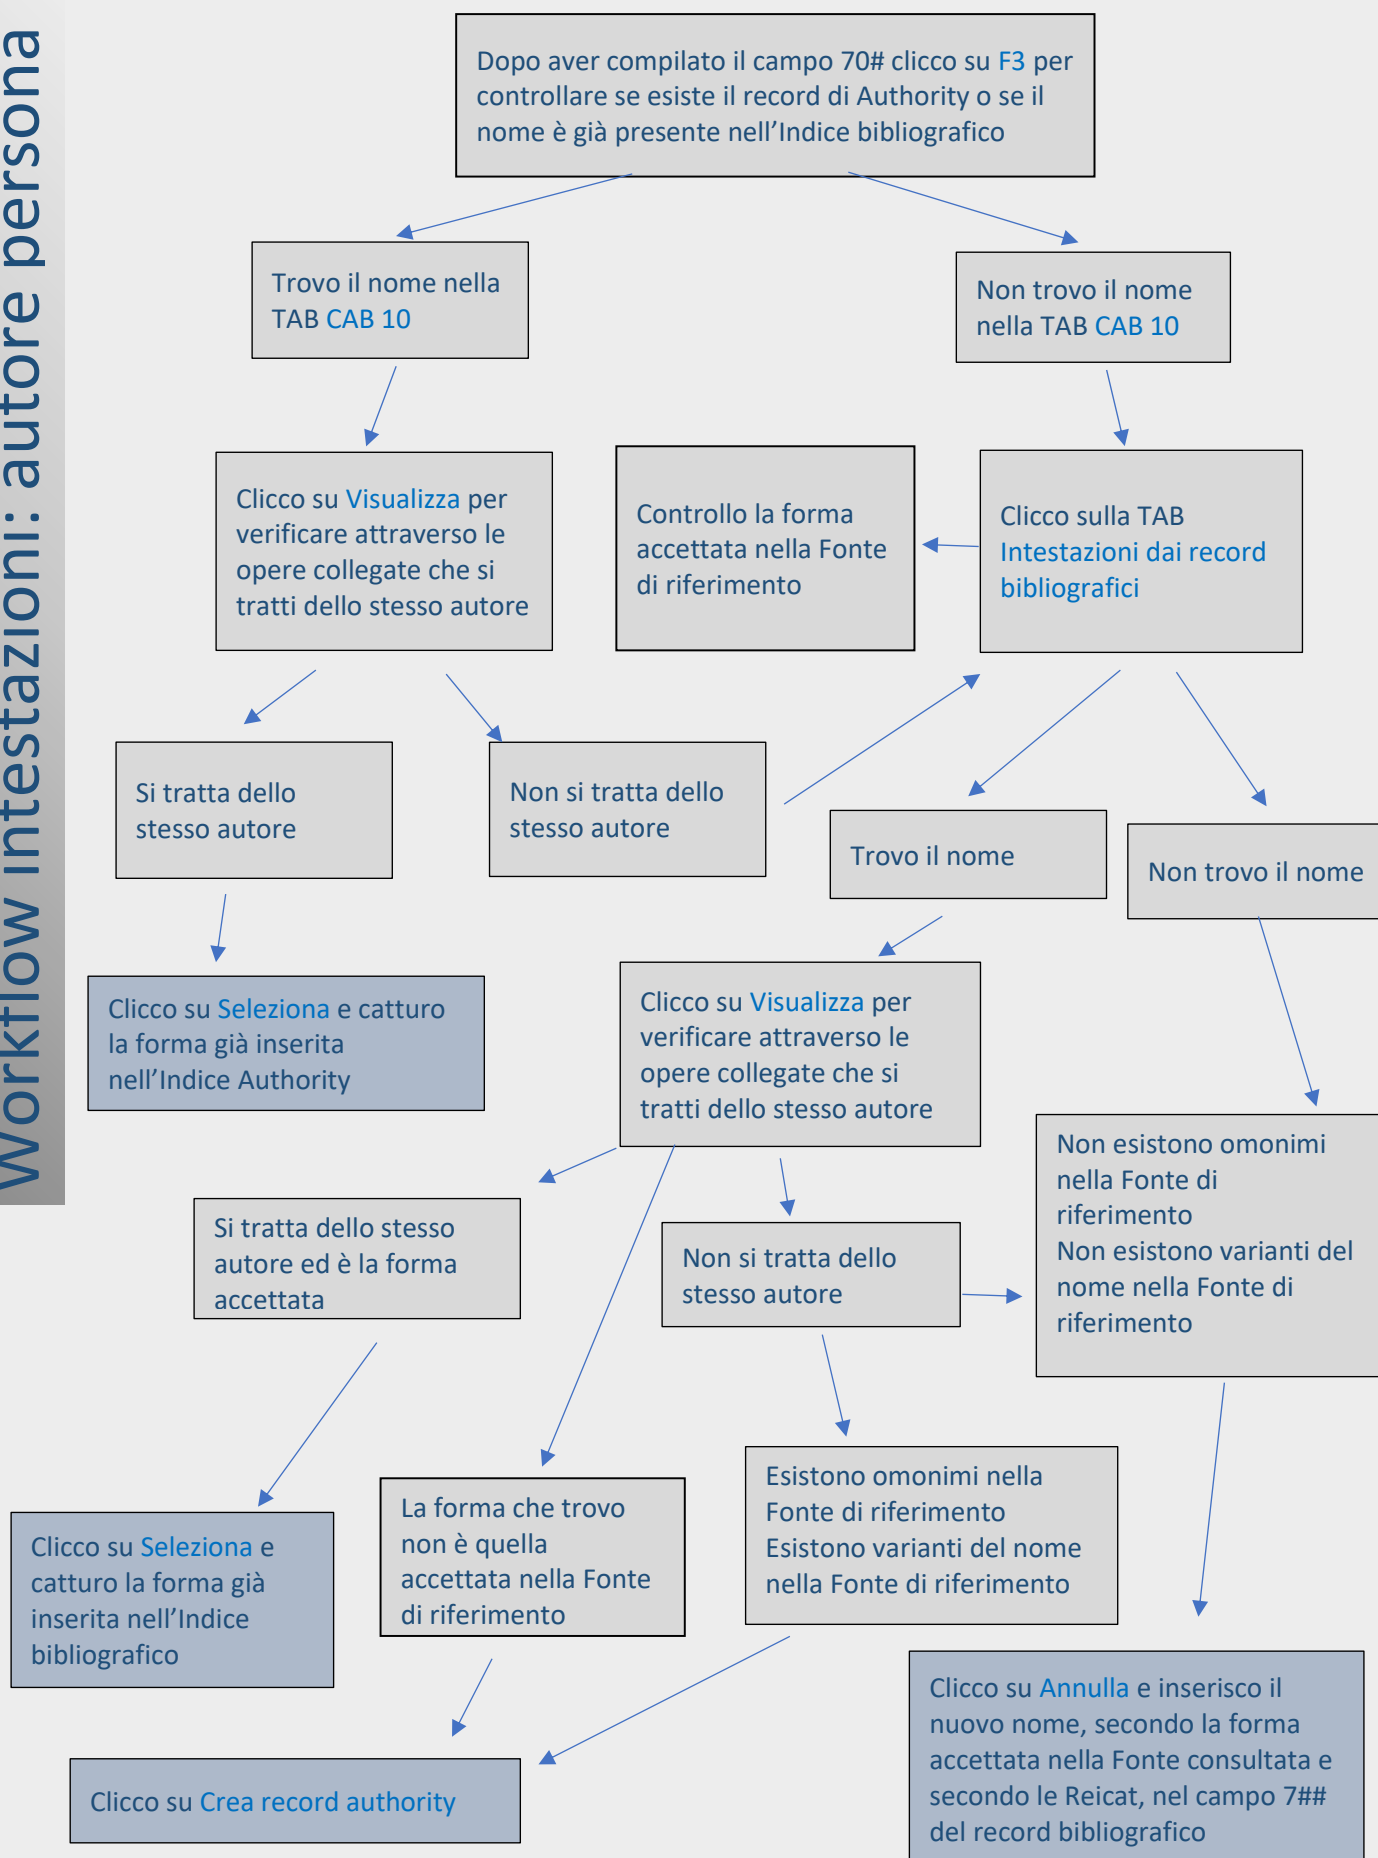 Workflow intestazioni: autore persona
Dopo aver compilato il campo 70# clicco su F3 per
controllare se esiste il record di Authority o se il
nome è già presente nell’Indice bibliografico
Trovo il nome nella
TAB CAB 10
Non trovo il nome
nella TAB CAB 10
Clicco su Visualizza per
verificare attraverso le
opere collegate che si
tratti dello stesso autore
Controllo la forma
accettata nella Fonte
di riferimento
Clicco sulla TAB
Intestazioni dai record
bibliografici
Si tratta dello
stesso autore
Non si tratta dello
stesso autore
Trovo il nome
Non trovo il nome
Clicco su Seleziona e catturo
la forma già inserita
nell’Indice Authority
Clicco su Visualizza per
verificare attraverso le
opere collegate che si
tratti dello stesso autore
Non esistono omonimi
nella Fonte di
riferimento
Non esistono varianti del
nome nella Fonte di
riferimento
Si tratta dello stesso
autore ed è la forma
accettata
Non si tratta dello
stesso autore
Clicco su Seleziona e
catturo la forma già
inserita nell’Indice
bibliografico
La forma che trovo
non è quella
accettata nella Fonte
di riferimento
Esistono omonimi nella
Fonte di riferimento
Esistono varianti del nome
nella Fonte di riferimento
Clicco su Crea record authority
Clicco su Annulla e inserisco il
nuovo nome, secondo la forma
accettata nella Fonte consultata e
secondo le Reicat, nel campo 7##
del record bibliografico